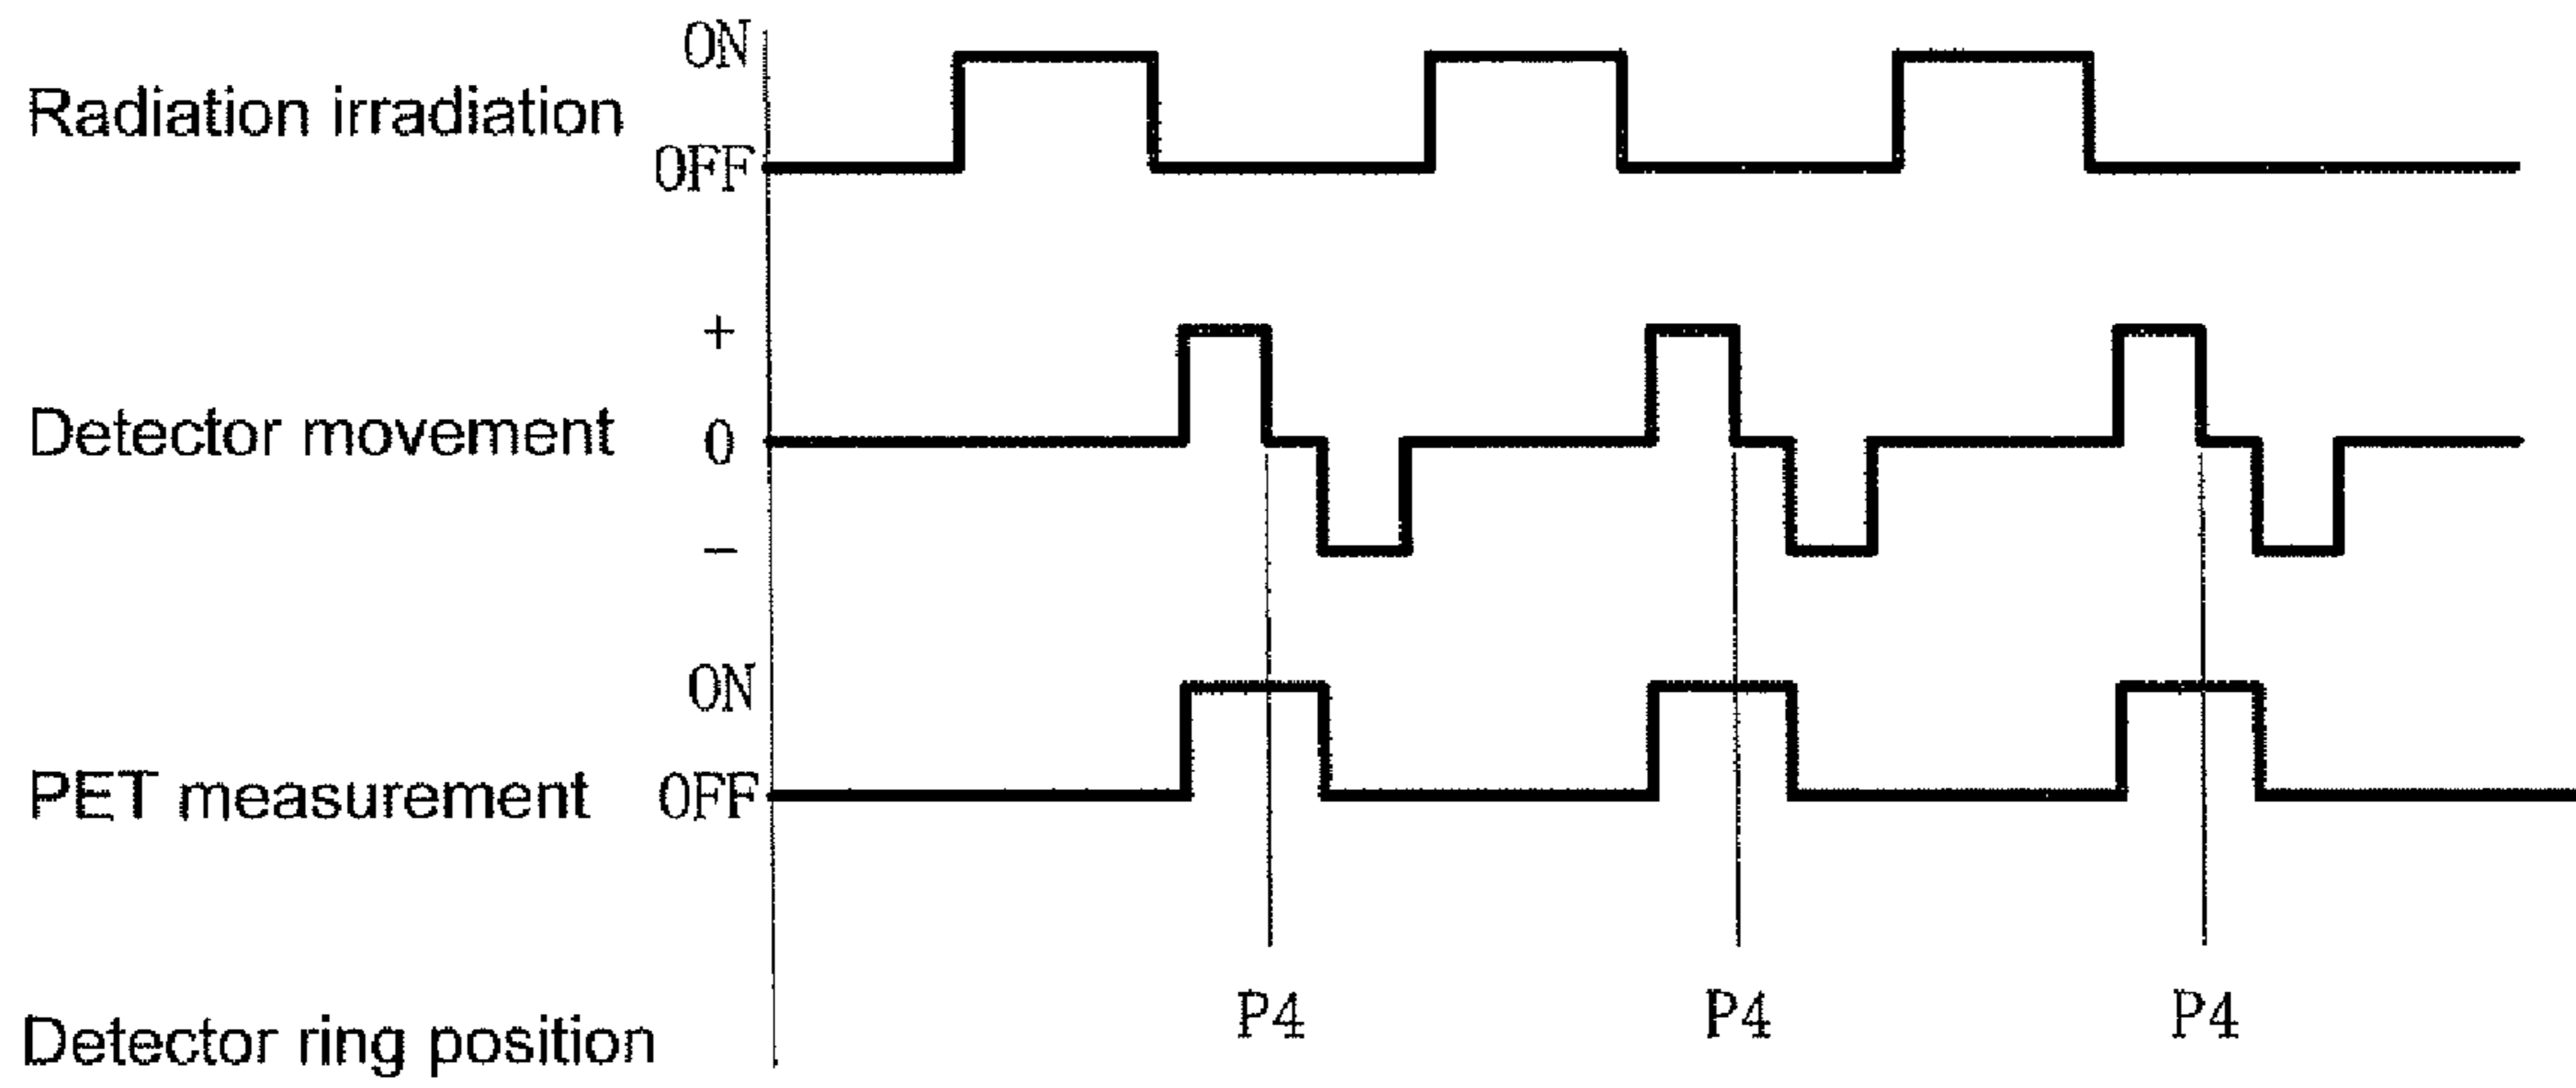 ON
Radiation irradiation
OFF
+
Detector movement
0
−
ON
PET measurement
OFF
P4 P4 P4
Detector ring position